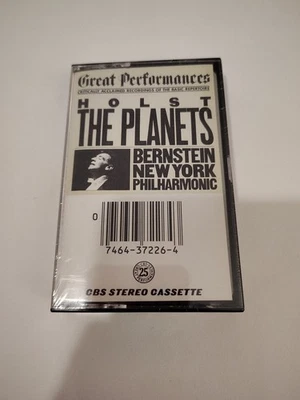 Great Performances
CRITICALLY ACCLAIMED RECORDINGS OF THE BASIC REPERTOIRE
HOLST
THE PLANETS
BERNSTEIN
NEW YORK
PHILHARMONIC
0
7464-37226-4
25
CBS STEREO CASSETTE